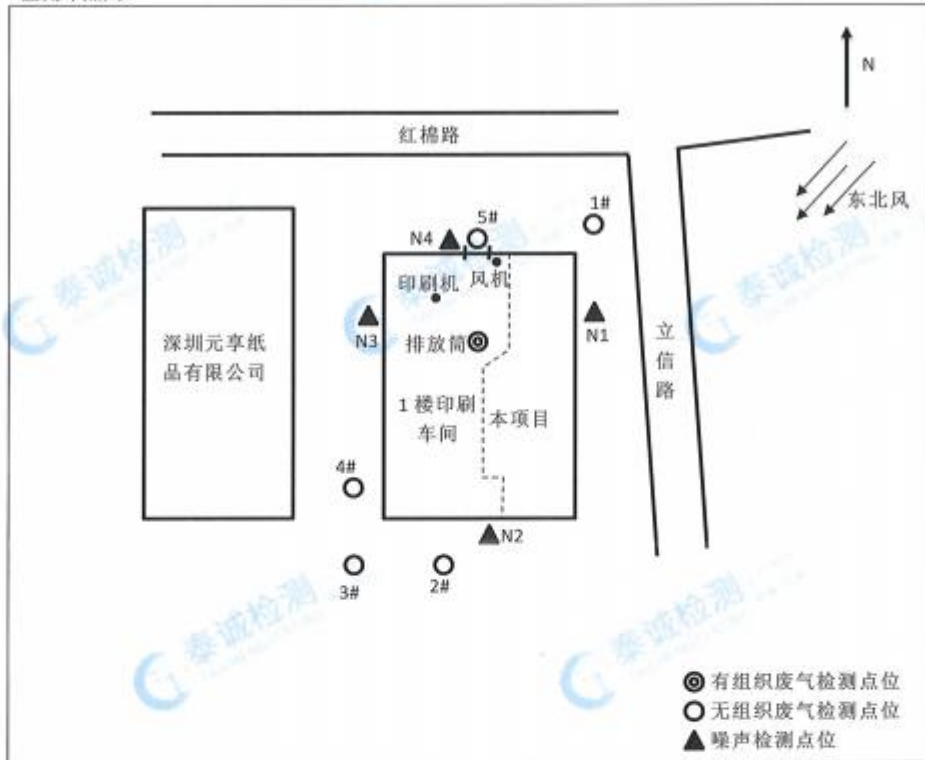 N
红棉路
东北风
1#
5#
N4
印刷机
风机
N3
N1
深圳元享纸
品有限公司
排放筒
立信路
1 楼印刷
车间
本项目
4#
N2
3#
2#
有组织废气检测点位
无组织废气检测点位
噪声检测点位
泰诚检测
泰诚检测
泰诚检测
泰诚检测
泰诚检测